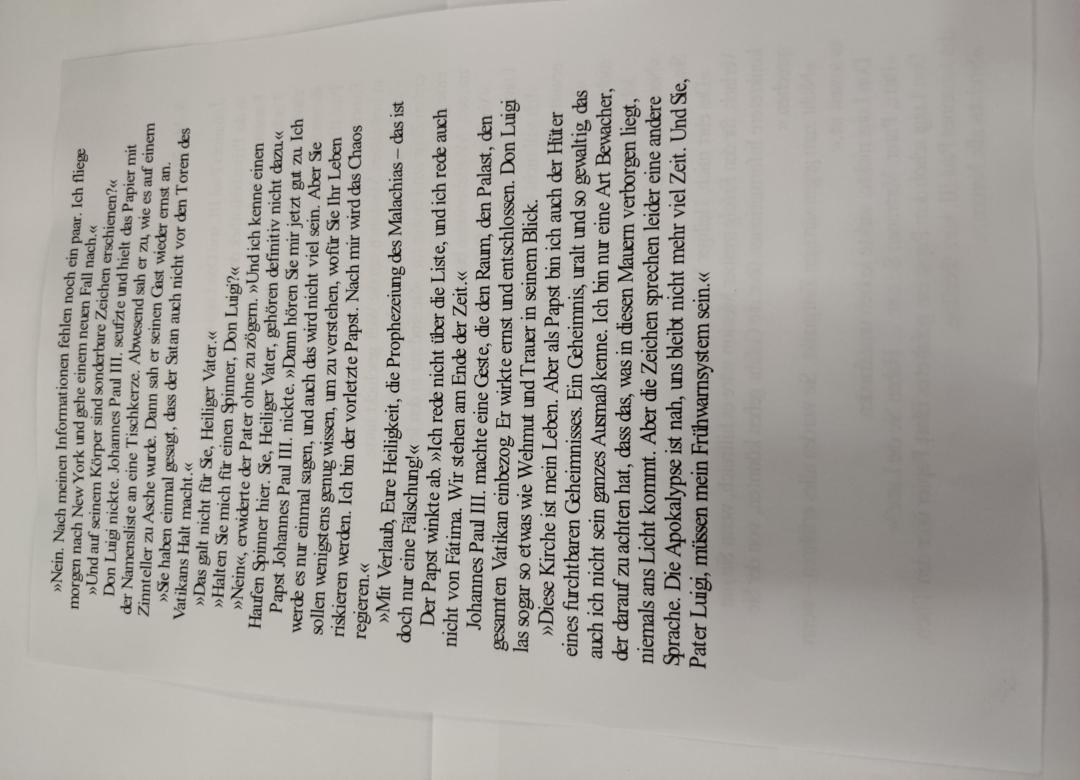 »Nein. Nach meinen Informationen fehlen noch ein paar. Ich fliege
morgen nach New York und gehe einem neuen Fall nach.«
»Und auf seinem Körper sind sonderbare Zeichen erschienen?«
Don Luigi nickte. Johannes Paul III. seufzte und hielt das Papier mit
der Namensliste an eine Tischkerze. Abwesend sah er zu, wie es auf einem
Zinnteller zu Asche wurde. Dann sah er seinen Gast wieder ernst an.
»Sie haben einmal gesagt, dass der Satan auch nicht vor den Toren des
Vatikans Halt macht.«
»Das galt nicht für Sie, Heiliger Vater.«
»Halten Sie mich für einen Spinner, Don Luigi?«
»Nein«, erwiderte der Pater ohne zu zögern. »Und ich kenne einen
Haufen Spinner hier. Sie, Heiliger Vater, gehören definitiv nicht dazu.«
Papst Johannes Paul III. nickte. »Dann hören Sie mir jetzt gut zu. Ich
werde es nur einmal sagen, und auch das wird nicht viel sein. Aber Sie
sollen wenigstens genug wissen, um zu verstehen, wofür Sie Ihr Leben
riskieren werden. Ich bin der vorletzte Papst. Nach mir wird das Chaos
regieren.«
»Mit Verlaub, Eure Heiligkeit, die Prophezeiung des Malachias – das ist
doch nur eine Fälschung!«
Der Papst winkte ab. »Ich rede nicht über die Liste, und ich rede auch
nicht von Fátima. Wir stehen am Ende der Zeit.«
Johannes Paul III. machte eine Geste, die den Raum, den Palast, den
gesamten Vatikan einbezog. Er wirkte ernst und entschlossen. Don Luigi
las sogar so etwas wie Wehmut und Trauer in seinem Blick.
»Diese Kirche ist mein Leben. Aber als Papst bin ich auch der Hüter
eines furchtbaren Geheimnisses. Ein Geheimnis, uralt und so gewaltig das
auch ich nicht sein ganzes Ausmaß kenne. Ich bin nur eine Art Bewacher,
der darauf zu achten hat, dass das, was in diesen Mauern verborgen liegt,
niemals ans Licht kommt. Aber die Zeichen sprechen leider eine andere
Sprache. Die Apokalypse ist nah, uns bleibt nicht mehr viel Zeit. Und Sie,
Pater Luigi, müssen mein Frühwarnsystem sein.«